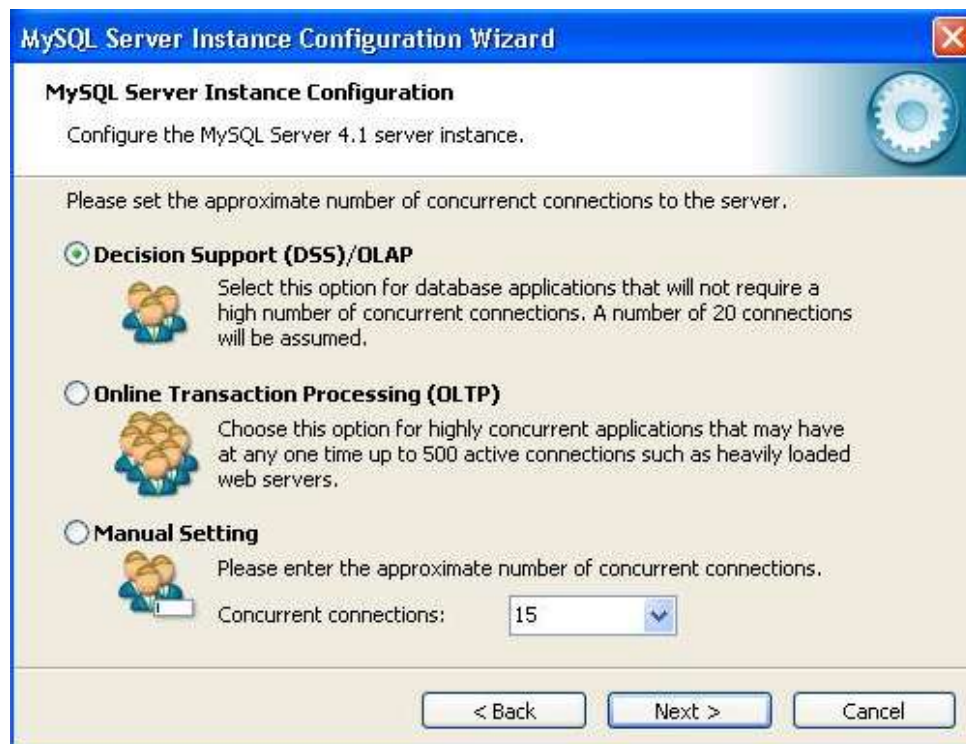 MySQL Server Instance Configuration Wizard
MySQL Server Instance Configuration
Configure the MySQL Server 4.1 server instance.
Please set the approximate number of concurrenct connections to the server.
Decision Support (DSS)/OLAP
Select this option for database applications that will not require a
high number of concurrent connections. A number of 20 connections
will be assumed.
Online Transaction Processing (OLTP)
Choose this option for highly concurrent applications that may have
at any one time up to 500 active connections such as heavily loaded
web servers.
Manual Setting
Please enter the approximate number of concurrent connections.
Concurrent connections: 15
< Back Next > Cancel